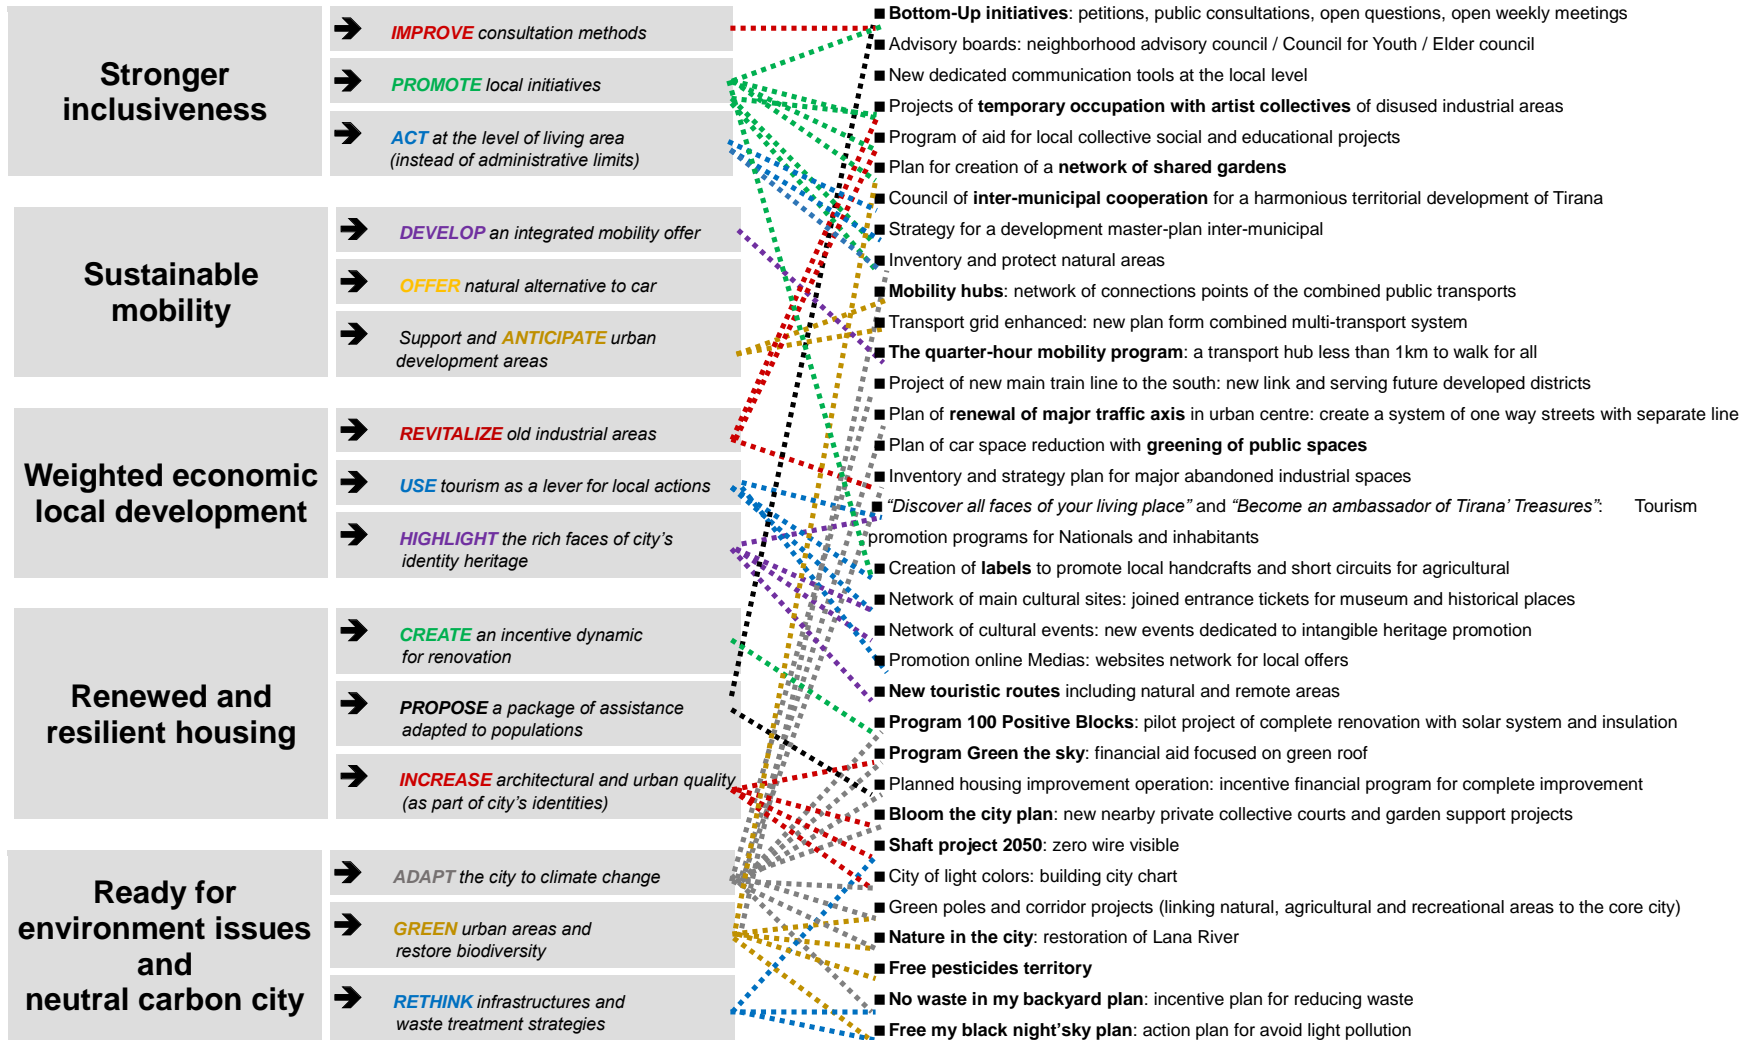 Stronger
inclusiveness
➔ IMPROVE consultation methods
➔ PROMOTE local initiatives
➔ ACT at the level of living area
(instead of administrative limits)
Sustainable
mobility
➔ DEVELOP an integrated mobility offer
➔ OFFER natural alternative to car
➔ Support and ANTICIPATE urban
development areas
Weighted economic
local development
➔ REVITALIZE old industrial areas
➔ USE tourism as a lever for local actions
➔ HIGHLIGHT the rich faces of city's
identity heritage
Renewed and
resilient housing
➔ CREATE an incentive dynamic
for renovation
➔ PROPOSE a package of assistance
adapted to populations
➔ INCREASE architectural and urban quality
(as part of city's identities)
Ready for
environment issues
and
neutral carbon city
➔ ADAPT the city to climate change
➔ GREEN urban areas and
restore biodiversity
➔ RETHINK infrastructures and
waste treatment strategies
■ Bottom-Up initiatives: petitions, public consultations, open questions, open weekly meetings
■ Advisory boards: neighborhood advisory council / Council for Youth / Elder council
■ New dedicated communication tools at the local level
■ Projects of temporary occupation with artist collectives of disused industrial areas
■ Program of aid for local collective social and educational projects
■ Plan for creation of a network of shared gardens
■ Council of inter-municipal cooperation for a harmonious territorial development of Tirana
■ Strategy for a development master-plan inter-municipal
■ Inventory and protect natural areas
■ Mobility hubs: network of connections points of the combined public transports
■ Transport grid enhanced: new plan form combined multi-transport system
■ The quarter-hour mobility program: a transport hub less than 1km to walk for all
■ Project of new main train line to the south: new link and serving future developed districts
■ Plan of renewal of major traffic axis in urban centre: create a system of one way streets with separate line
■ Plan of car space reduction with greening of public spaces
■ Inventory and strategy plan for major abandoned industrial spaces
■ “Discover all faces of your living place” and “Become an ambassador of Tirana' Treasures”: Tourism
promotion programs for Nationals and inhabitants
■ Creation of labels to promote local handcrafts and short circuits for agricultural
■ Network of main cultural sites: joined entrance tickets for museum and historical places
■ Network of cultural events: new events dedicated to intangible heritage promotion
■ Promotion online Medias: websites network for local offers
■ New touristic routes including natural and remote areas
■ Program 100 Positive Blocks: pilot project of complete renovation with solar system and insulation
■ Program Green the sky: financial aid focused on green roof
■ Planned housing improvement operation: incentive financial program for complete improvement
■ Bloom the city plan: new nearby private collective courts and garden support projects
■ Shaft project 2050: zero wire visible
■ City of light colors: building city chart
■ Green poles and corridor projects (linking natural, agricultural and recreational areas to the core city)
■ Nature in the city: restoration of Lana River
■ Free pesticides territory
■ No waste in my backyard plan: incentive plan for reducing waste
■ Free my black night'sky plan: action plan for avoid light pollution